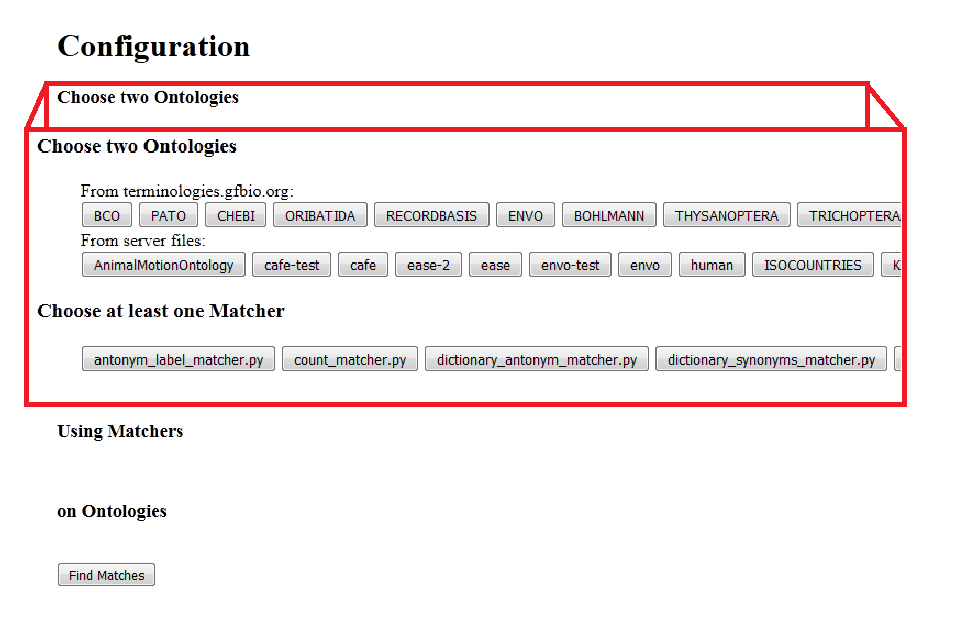 Configuration
Choose two Ontologies
Choose two Ontologies
From terminologies.gfbio.org:
BCO PATO CHEBI ORIBATIDA RECORDBASIS ENVO BOHLMANN THYSANOPTERA TRICHOPTERA
From server files:
AnimalMotionOntology cafe-test cafe ease-2 ease envo-test envo human ISOCOUNTRIES K
Choose at least one Matcher
antonym_label_matcher.py count_matcher.py dictionary_antonym_matcher.py dictionary_synonyms_matcher.py
Using Matchers
on Ontologies
Find Matches